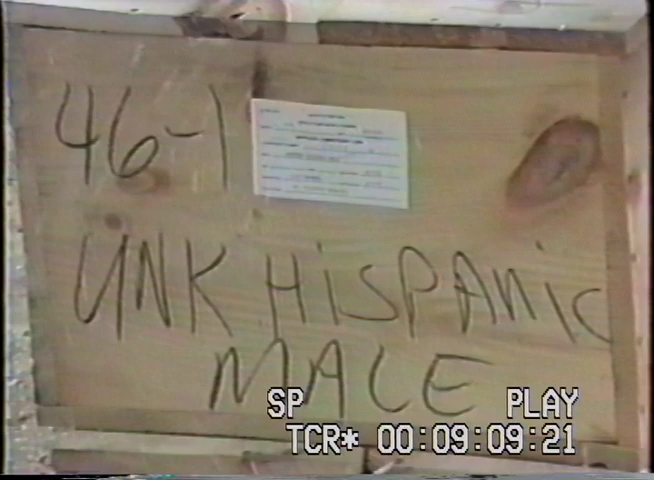 46-1
UNK HiSPANiC
MALE
SP PLAY
TCR* 00:09:09:21